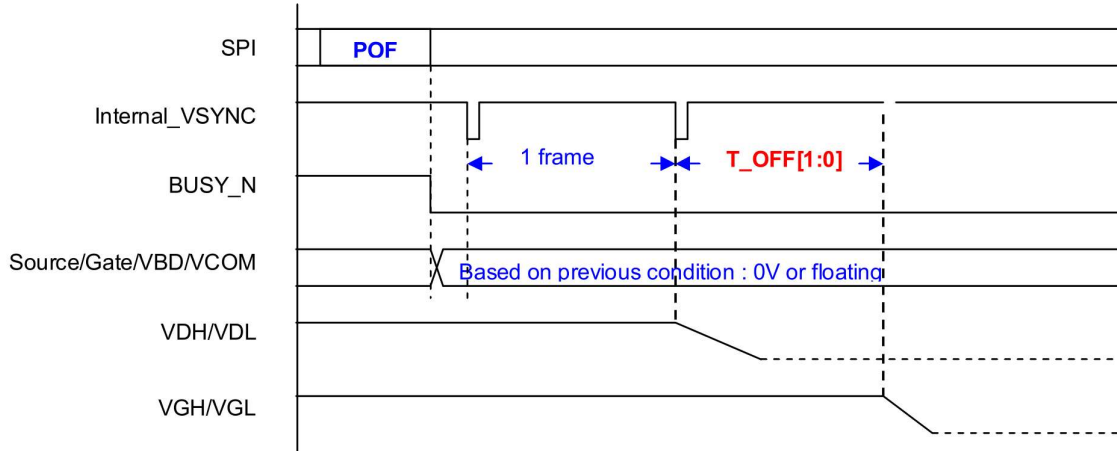 SPI
POF
Internal_VSYNC
1 frame
T_OFF[1:0]
BUSY_N
Source/Gate/VBD/VCOM
Based on previous condition : 0V or floating
VDH/VDL
VGH/VGL